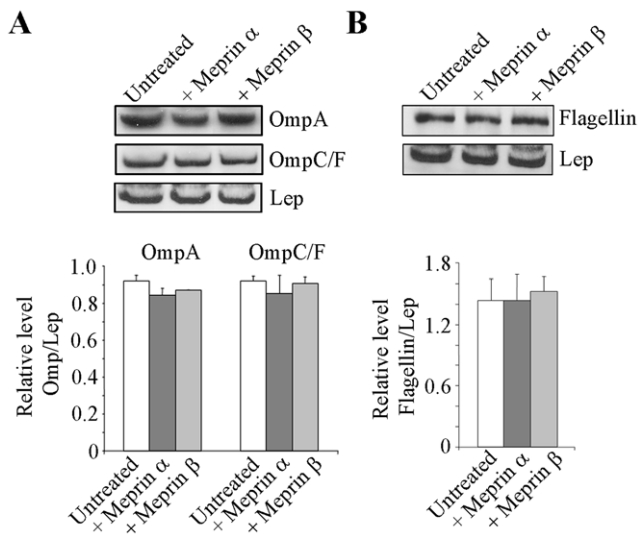 A
Untreated
+ Meprin α
+ Meprin β
OmpA
OmpC/F
Lep
B
Untreated
+ Meprin α
+ Meprin β
Flagellin
Lep
OmpA OmpC/F
Relative level
Omp/Lep
1.0
0.8
0.6
0.4
0.2
0
Untreated
+ Meprin α
+ Meprin β
Untreated
+ Meprin α
+ Meprin β
Relative level
Flagellin/Lep
1.8
1.2
0.6
0
Untreated
+ Meprin α
+ Meprin β